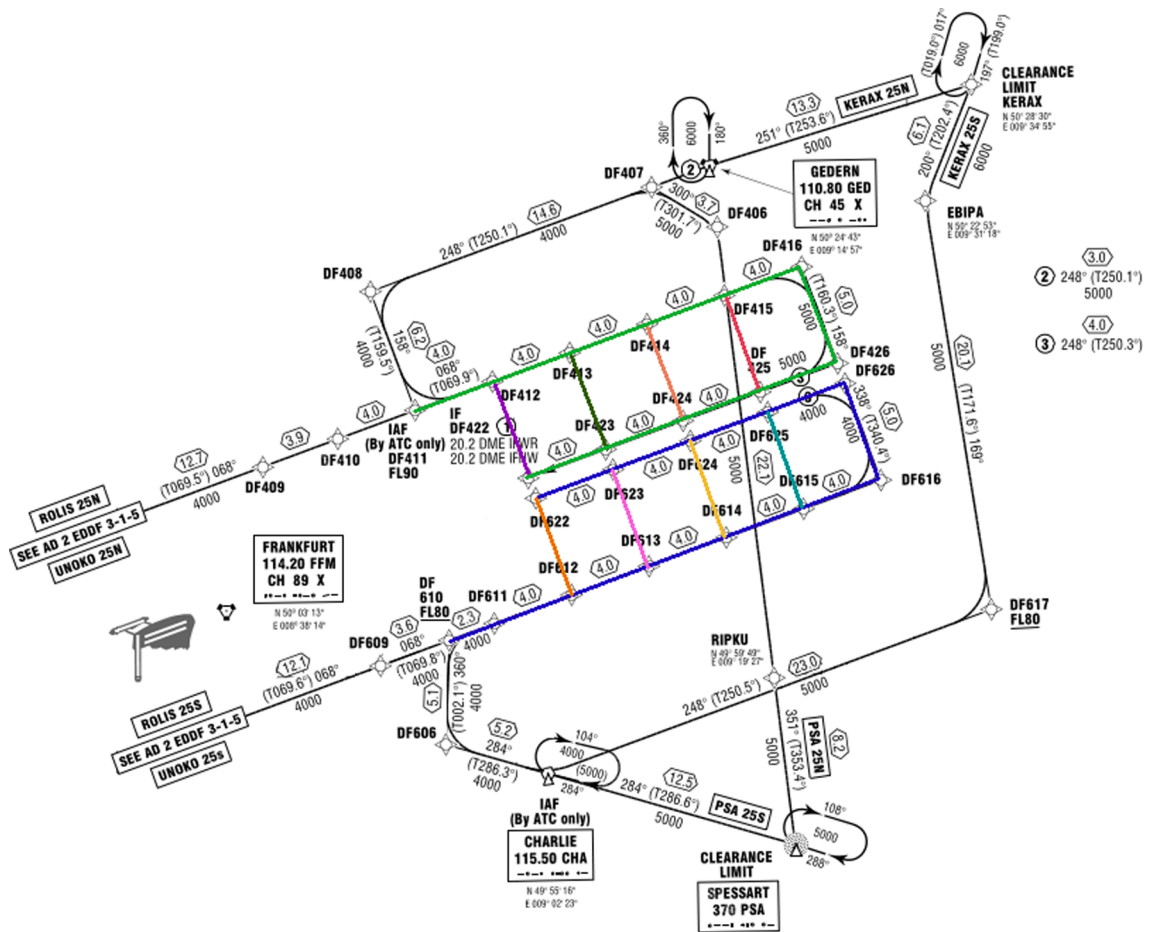 (T019.0°) 017°
6000
197° (T199.0°)
CLEARANCE
LIMIT
KERAX
N 50° 28' 30"
E 009° 34' 55"
13.3
KERAX 25N
251° (T253.6°)
5000
6.1
200° (T202.4°)
KERAX 25S
6000
360°
6000
180°
2
DF407
GEDERN
110.80 GED
CH 45 X
N 50° 24' 43"
E 009° 14' 57"
300°
(T301.7°)
3.7
5000
DF406
EBIPA
N 50° 22' 53"
E 009° 31' 18"
14.6
248° (T250.1°)
4000
DF408
DF416
3.0
2 248° (T250.1°)
5000
4.0
3 248° (T250.3°)
4.0
DF415
(T160.3°) 158°
5.0
5000
4.0
DF414
4.0
DF413
4.0
DF412
6.2
158°
(T159.5°)
4000
4.0
068°
(T069.9°)
DF
425
5000
3
DF426
DF626
20.1
5000
(T171.6°) 169°
4.0
DF424
4.0
DF423
4.0
IF
DF422
1
20.2 DME
20.2 DME
4.0
IAF
(By ATC only)
DF411
FL90
3.9
DF410
12.7
(T069.5°) 068°
4000
DF409
ROLIS 25N
SEE AD 2 EDDF 3-1-5
UNOKO 25N
4000
338° (T340.4°)
5.0
4000
DF625
4.0
DF624
4.0
DF623
4.0
DF622
5000
22.1
DF615
4.0
DF616
DF614
4.0
DF613
4.0
DF612
4.0
FRANKFURT
114.20 FFM
CH 89 X
N 50° 03' 13"
E 008° 38' 14"
DF
610
FL80
DF611
4.0
2.3
4000
3.6
068°
(T069.8°)
4000
DF609
12.1
(T069.6°) 068°
4000
ROLIS 25S
SEE AD 2 EDDF 3-1-5
UNOKO 25s
5.1
(T002.1°) 360°
4000
DF606
5.2
284°
(T286.3°)
4000
104°
4000
(5000)
284°
IAF
(By ATC only)
CHARLIE
115.50 CHA
N 49° 55' 16"
E 009° 02' 23"
284° (T286.6°)
12.5
5000
PSA 25S
RIPKU
N 49° 59' 49"
E 009° 19' 27"
248° (T250.5°)
23.0
5000
DF617
FL80
351° (T353.4°)
5000
PSA 25N
8.2
108°
5000
288°
CLEARANCE
LIMIT
SPESSART
370 PSA